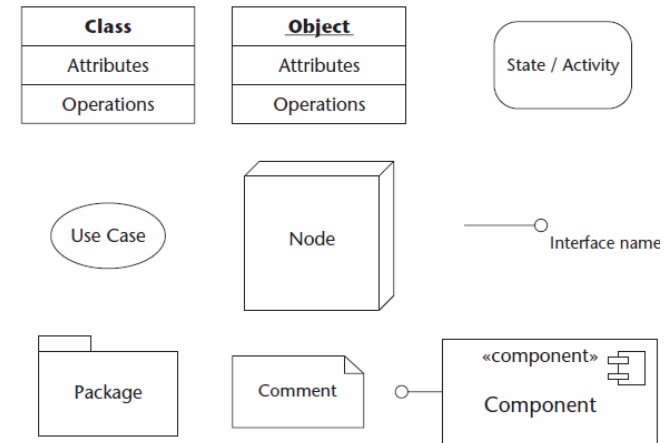 Class
Attributes
Operations
Object
Attributes
Operations
State / Activity
Use Case
Node
Interface name
Package
Comment
«component»
Component